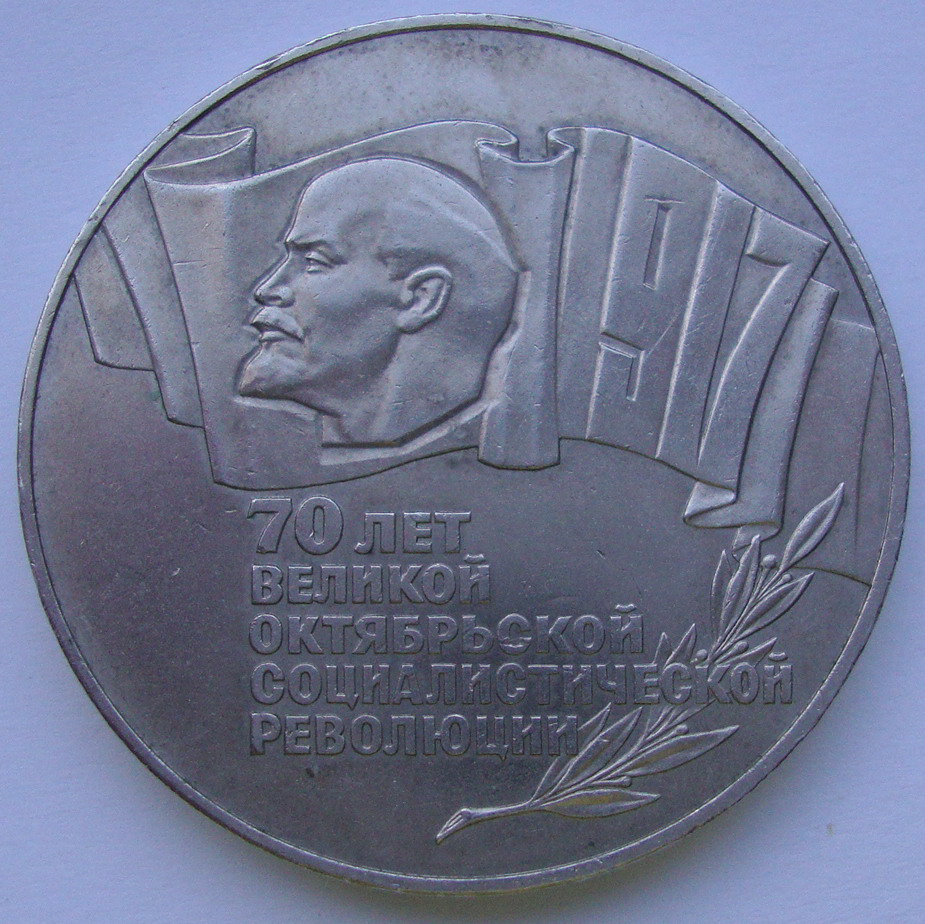 1917
70 ЛЕТ
ВЕЛИКОЙ
ОКТЯБРЬСКОЙ
СОЦИАЛИСТИЧЕСКОЙ
РЕВОЛЮЦИИ